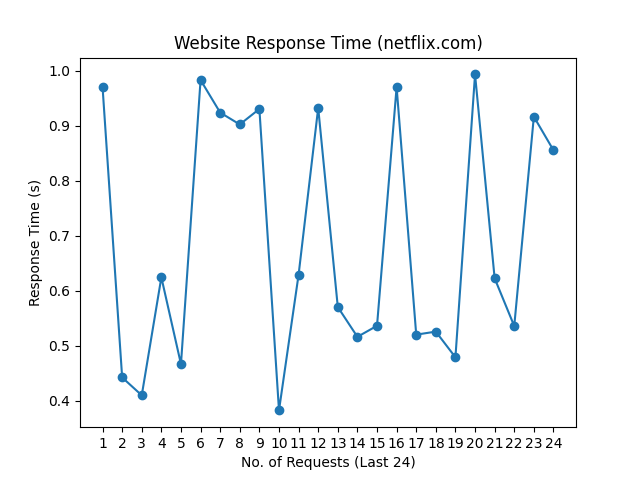 Website Response Time (netflix.com)
1.0
0.9
0.8
0.7
0.6
0.5
0.4
Response Time (s)
1 2 3 4 5 6 7 8 9 10 11 12 13 14 15 16 17 18 19 20 21 22 23 24
No. of Requests (Last 24)